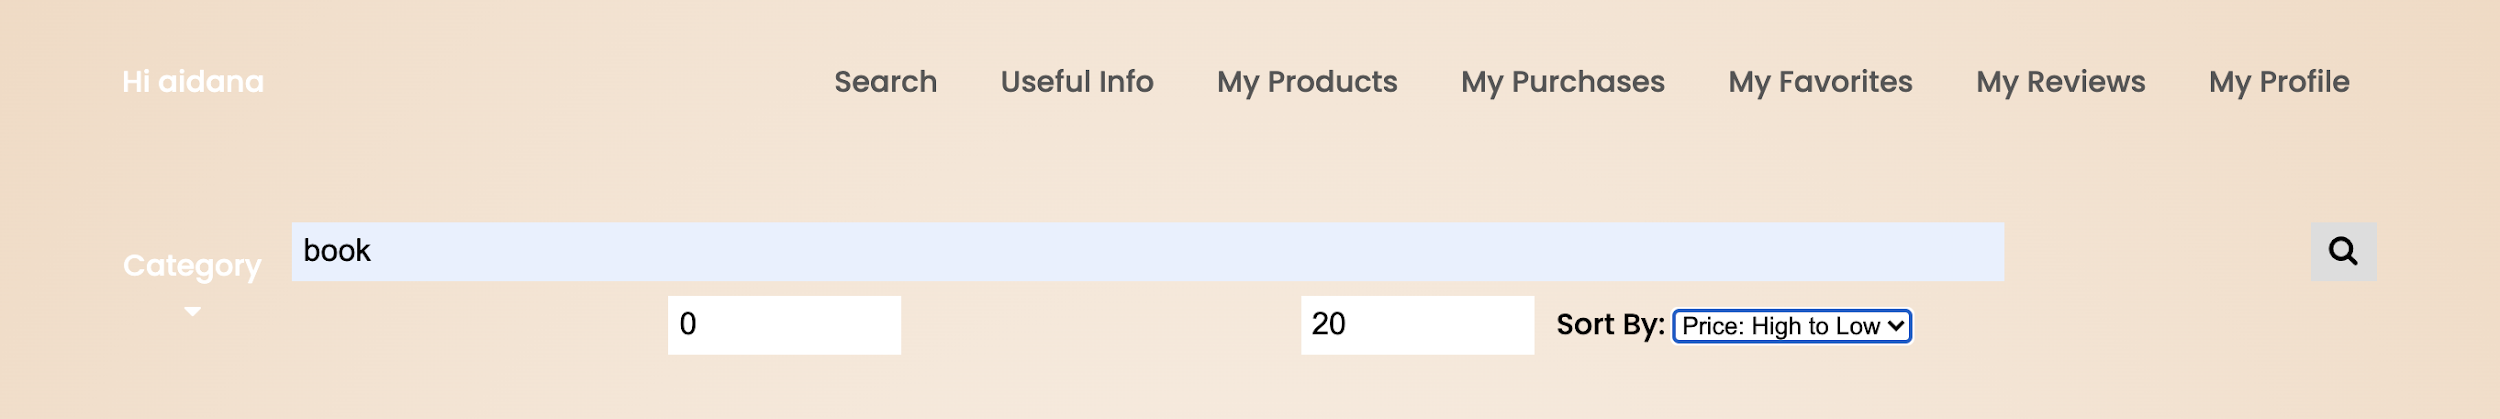 Hi aidana Search Useful Info My Products My Purchases My Favorites My Reviews My Profile
Category book
0 20 Sort By: Price: High to Low